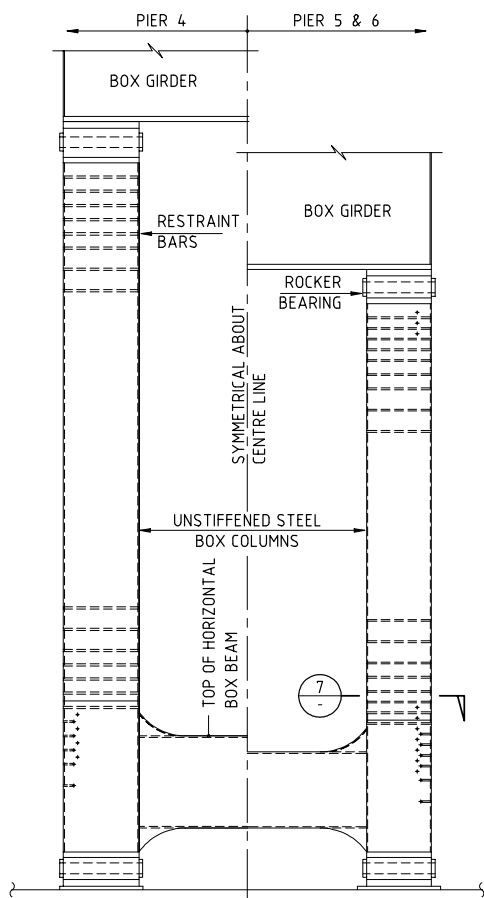 PIER 4
PIER 5 & 6
BOX GIRDER
BOX GIRDER
RESTRAINT
BARS
ROCKER
BEARING
SYMMETRICAL ABOUT
CENTRE LINE
UNSTIFFENED STEEL
BOX COLUMNS
TOP OF HORIZONTAL
BOX BEAM
7
-